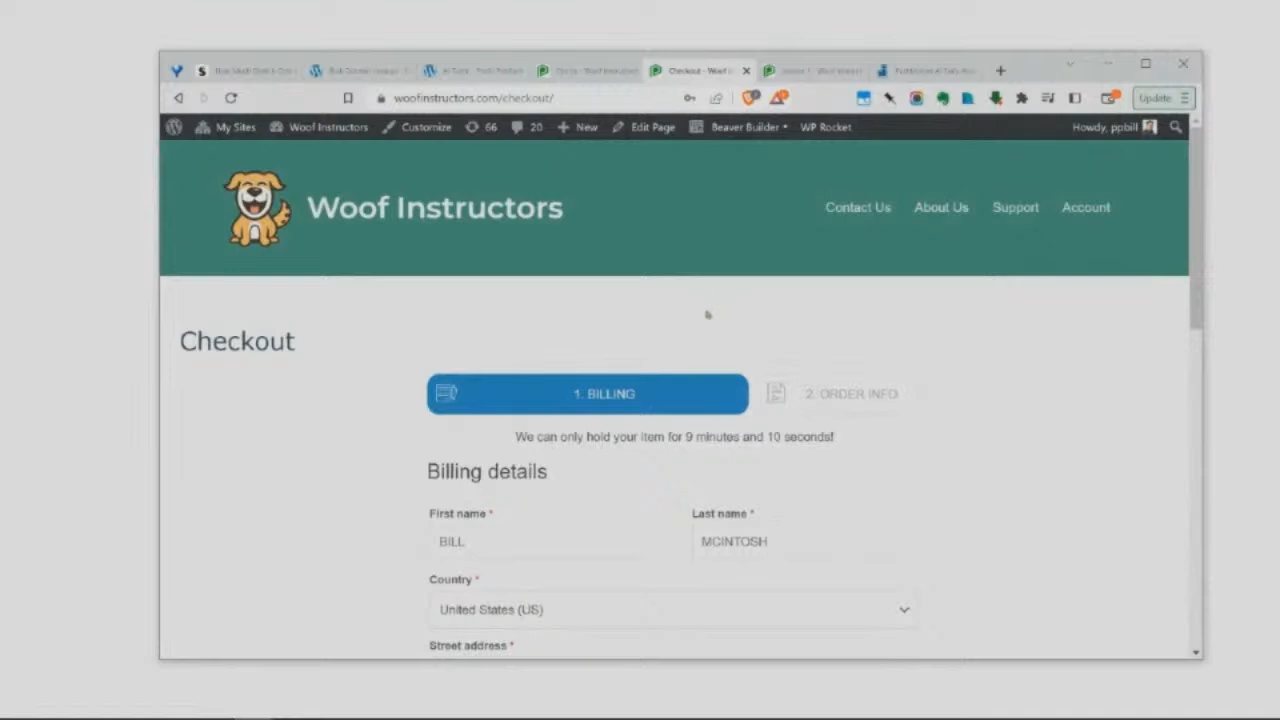 Checkout - Woof I
woofinstructors.com/checkout/
Update
My Sites Woof Instructors Customize 66 20 New Edit Page Beaver Builder WP Rocket Howdy, ppbill
Woof Instructors
Contact Us About Us Support Account
Checkout
1. BILLING 2. ORDER INFO
We can only hold your item for 9 minutes and 10 seconds!
Billing details
First name * Last name *
BILL MCINTOSH
Country *
United States (US)
Street address *